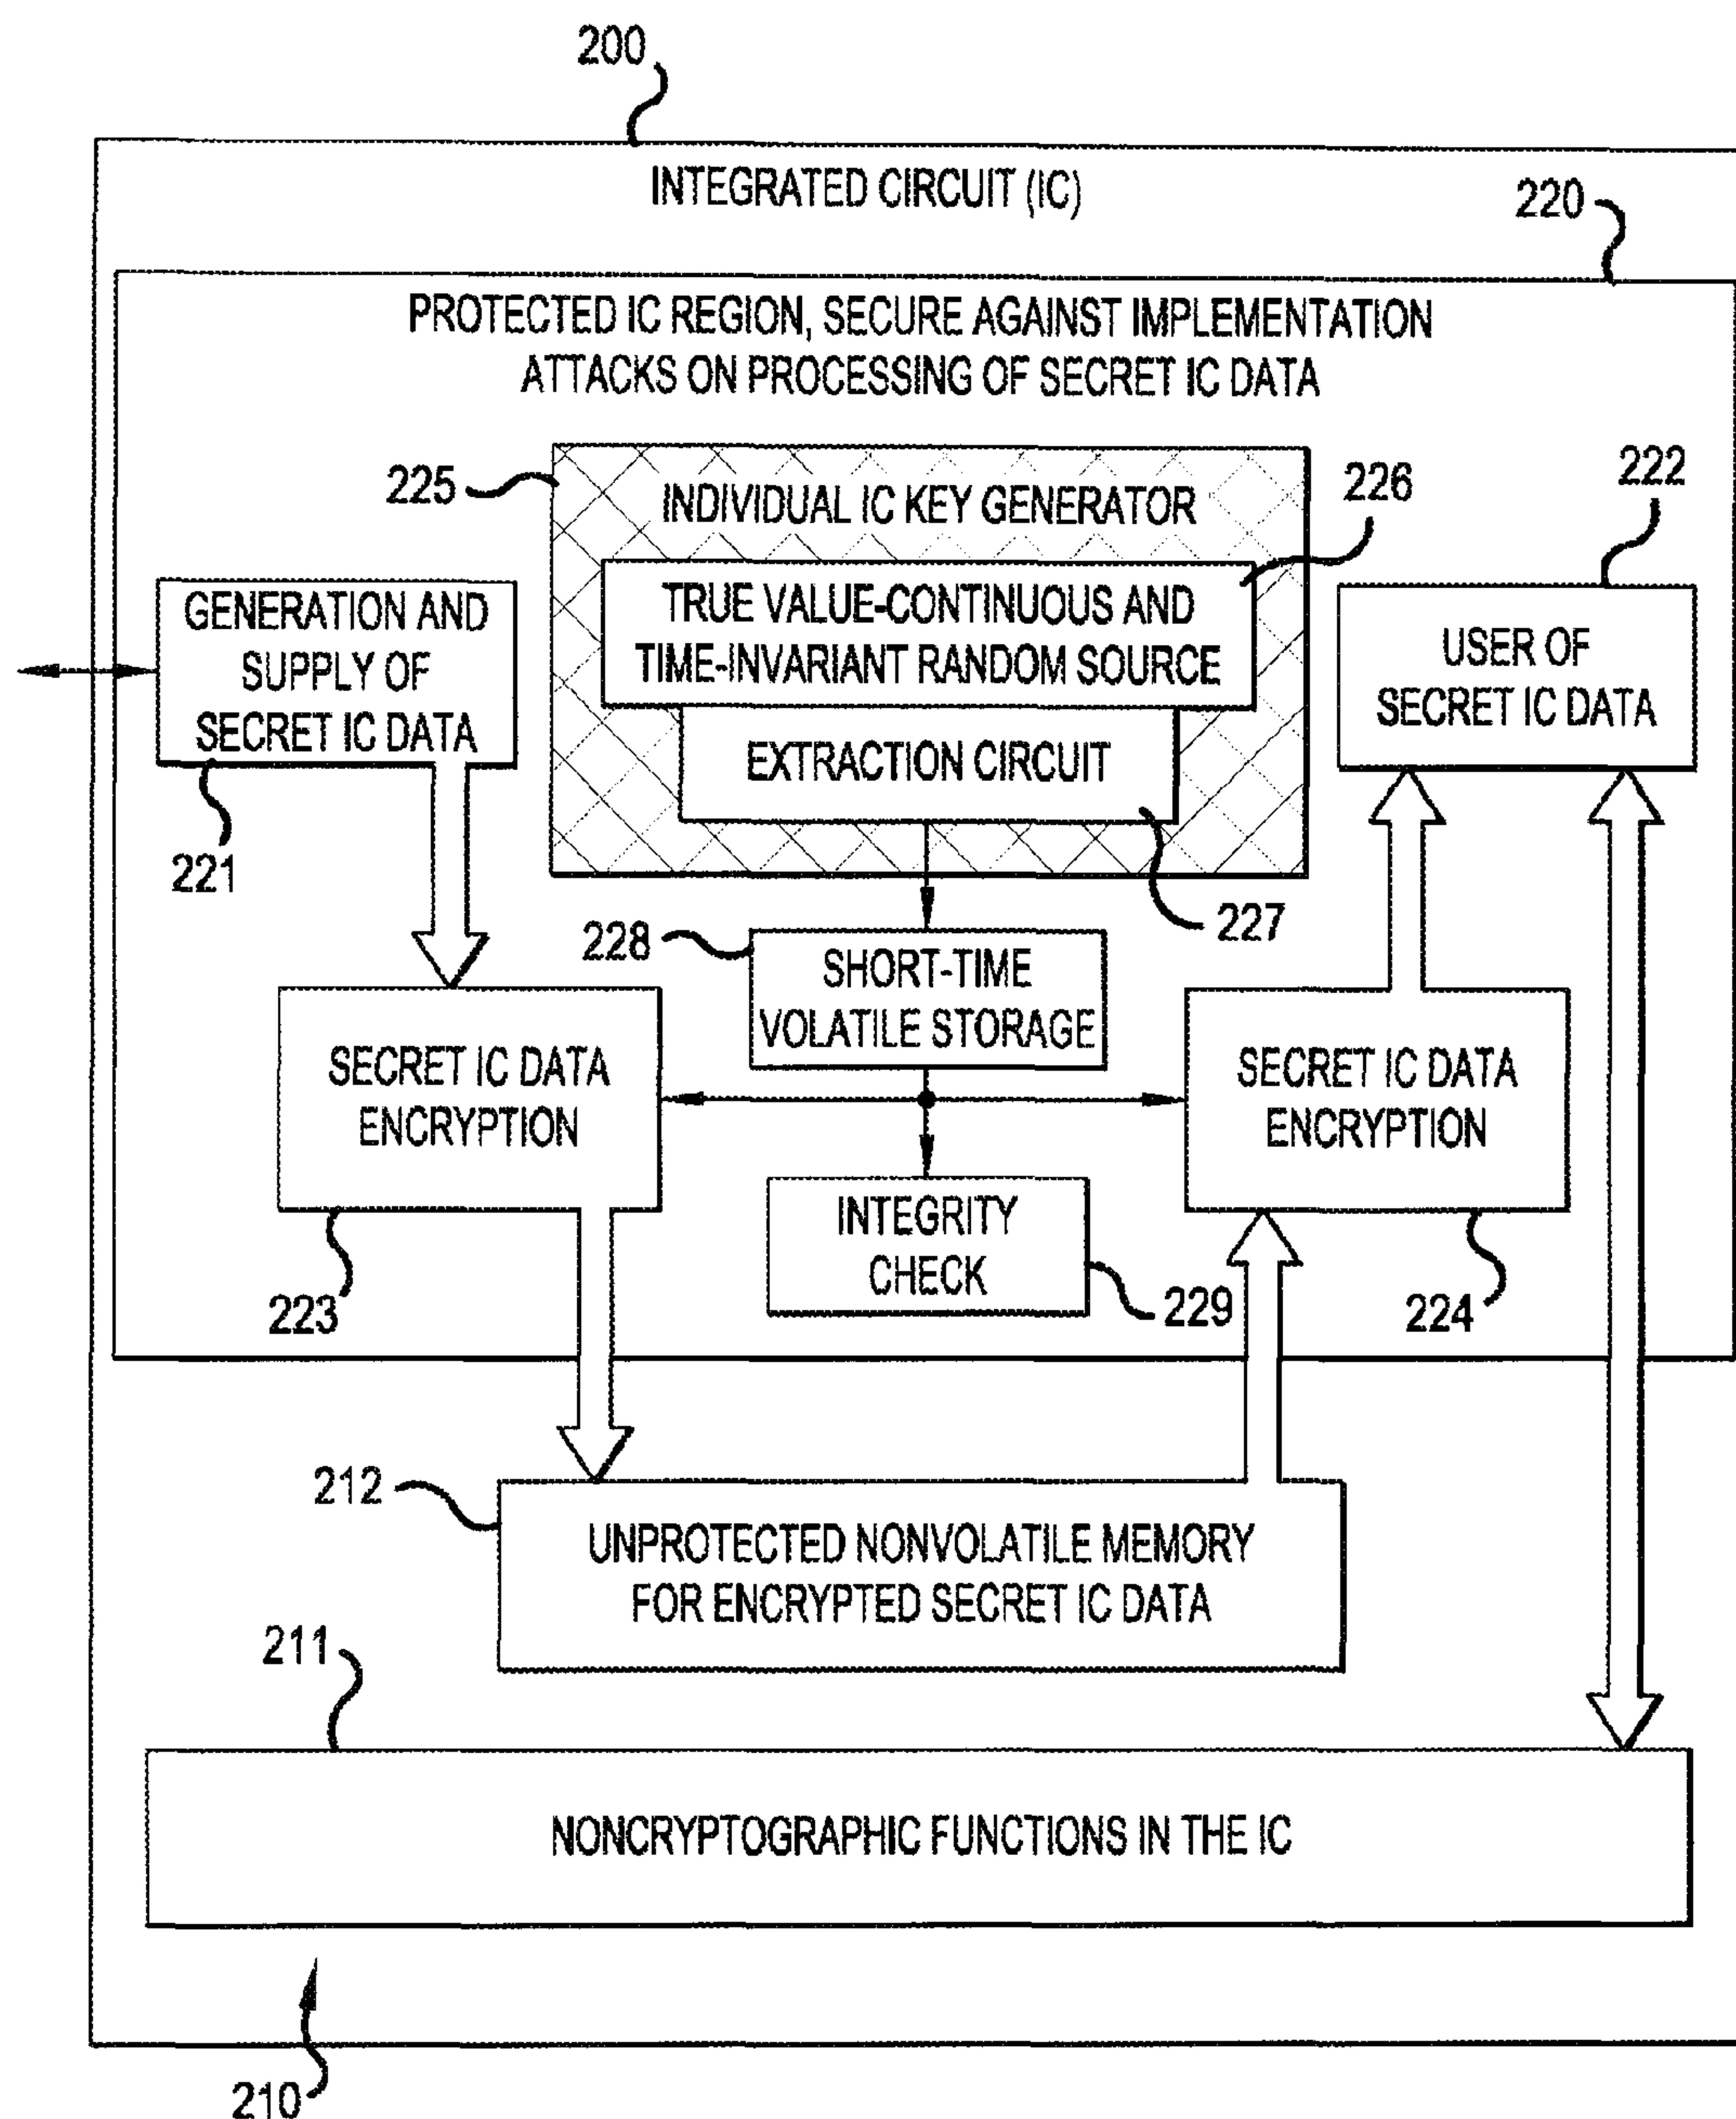 200
INTEGRATED CIRCUIT (IC)
220
PROTECTED IC REGION, SECURE AGAINST IMPLEMENTATION
ATTACKS ON PROCESSING OF SECRET IC DATA
225
INDIVIDUAL IC KEY GENERATOR
226
222
TRUE VALUE-CONTINUOUS AND
TIME-INVARIANT RANDOM SOURCE
EXTRACTION CIRCUIT
GENERATION AND
SUPPLY OF
SECRET IC DATA
USER OF
SECRET IC DATA
221
227
228
SHORT-TIME
VOLATILE STORAGE
SECRET IC DATA
ENCRYPTION
SECRET IC DATA
ENCRYPTION
INTEGRITY
CHECK
223
229
224
212
UNPROTECTED NONVOLATILE MEMORY
FOR ENCRYPTED SECRET IC DATA
211
NONCRYPTOGRAPHIC FUNCTIONS IN THE IC
210